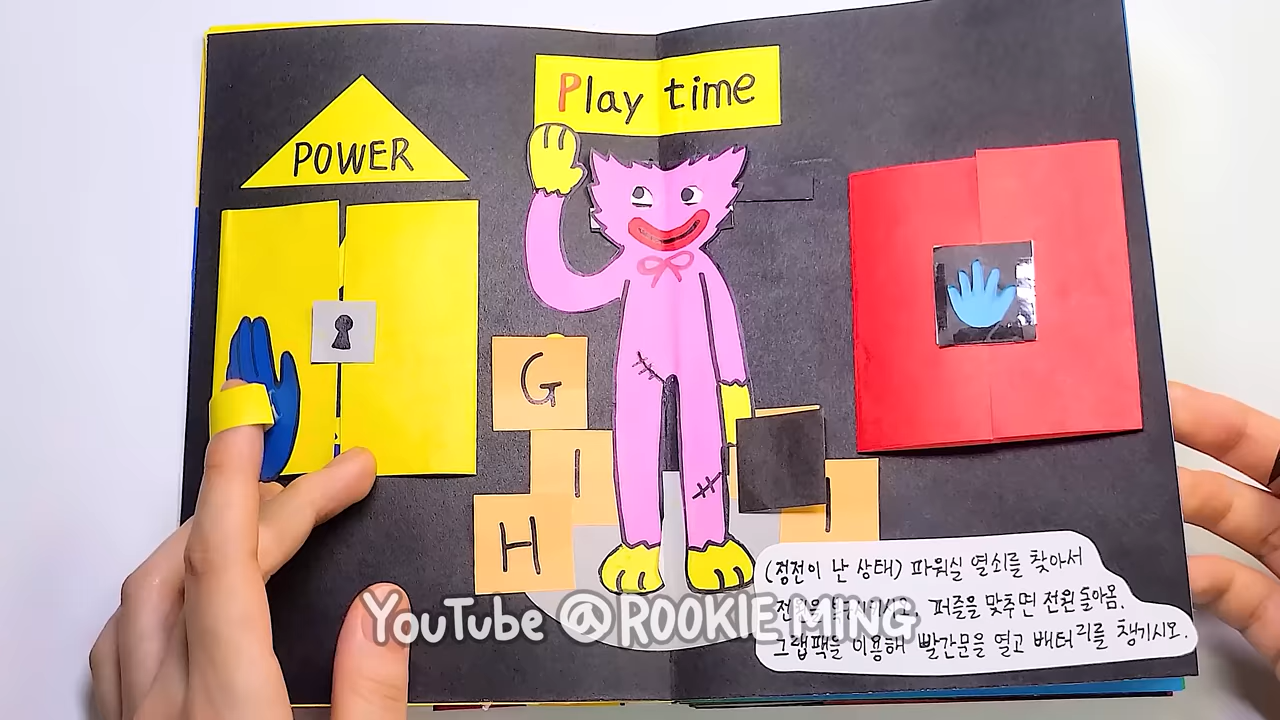 Play time
POWER
G
I
H
(정전이 난 상태) 파워실 열쇠를 찾아서
퍼즐을 맞추면 전원 돌아옴.
그랩팩을 이용해 빨간문을 열고 배터리를 챙기시오.
YouTube @ROOKIE MING